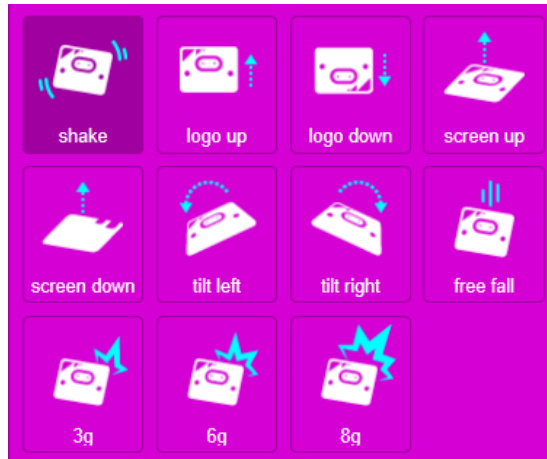 shake
logo up
logo down
screen up
screen down
tilt left
tilt right
free fall
3g
6g
8g